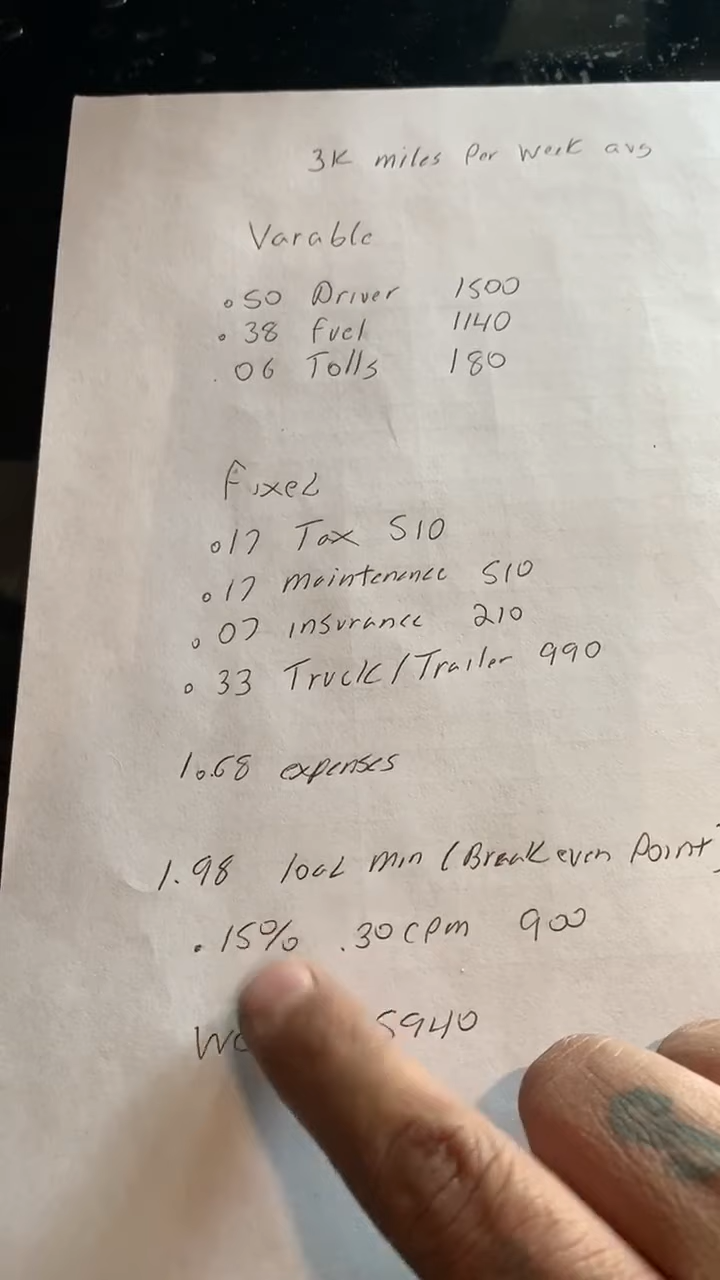 3K miles Per Week avg
Varable
.50 Driver 1500
.38 fuel 1140
.06 Tolls 180
Fixed
.17 Tax 510
.17 maintenence 510
.07 insurance 210
.33 Truck/Trailer 990
1.68 expenses
1.98 load min (Break even Point)
.15% .30 cpm 900
5940